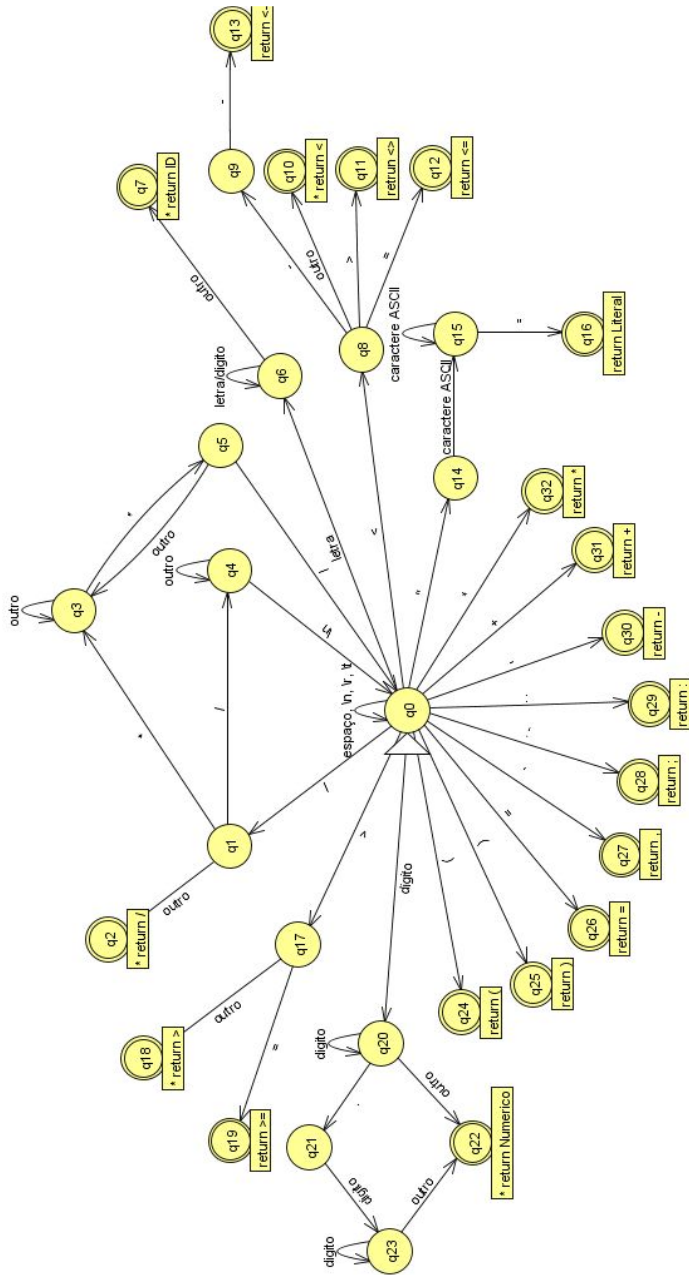 outro
q3
q2
* return /
*
outro
outro
q1
/
q4
outro
*
q5
\n
/
q7
* return ID
outro
letra/digito
q6
letra
q13
return <-
-
q9
-
q10
* return <
outro
q11
retrun <>
>
q12
return <=
=
q8
<
caractere ASCII
q15
caractere ASCII
q14
"
"
q16
return Literal
espaço, \n, \r, \t
q0
/
q18
* return >
outro
q17
>
=
q19
return >=
digito
digito
q20
.
q21
outro
digito
q22
* return Numerico
outro
digito
q23
(
q24
return (
)
q25
return )
=
q26
return =
q27
return .
q28
return ;
q29
return :
-
q30
return -
+
q31
return +
*
q32
return *